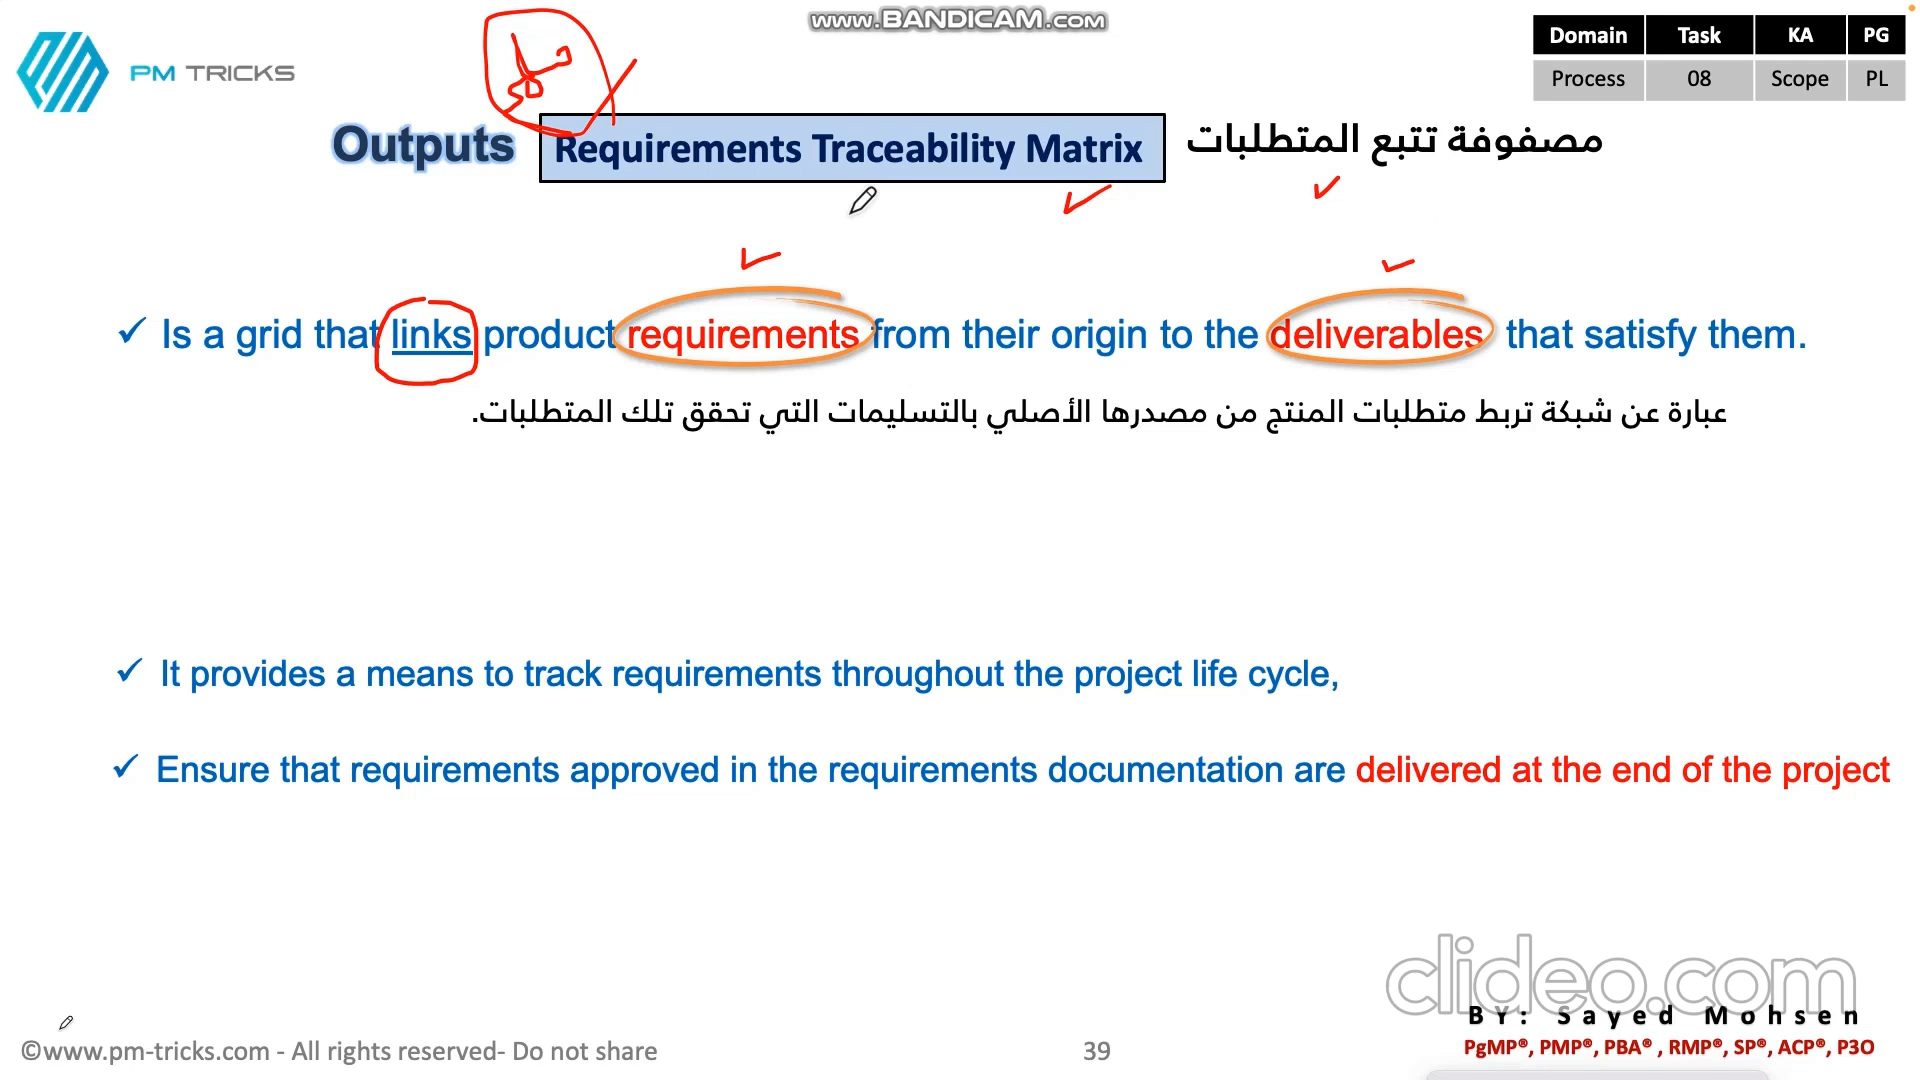 www.BANDICAM.com
PM TRICKS
Domain Task KA PG
Process 08 Scope PL
Outputs Requirements Traceability Matrix مصفوفة تتبع المتطلبات
✓ Is a grid that links product requirements from their origin to the deliverables that satisfy them.
عبارة عن شبكة تربط متطلبات المنتج من مصدرها الأصلي بالتسليمات التي تحقق تلك المتطلبات.
✓ It provides a means to track requirements throughout the project life cycle,
✓ Ensure that requirements approved in the requirements documentation are delivered at the end of the project
clideo.com
BY: Sayed Mohsen
PgMP®, PMP®, PBA® , RMP®, SP®, ACP®, P3O
©www.pm-tricks.com - All rights reserved- Do not share
39